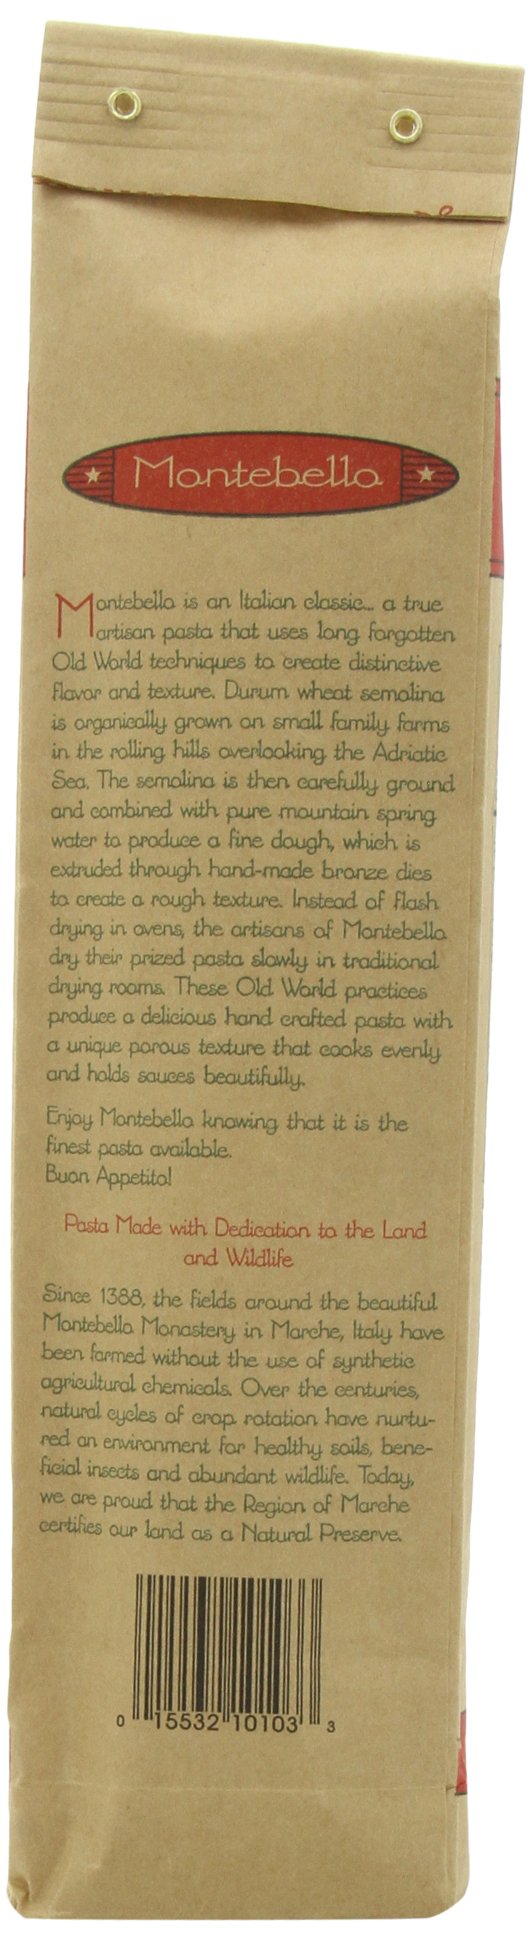 Montebello
Montebello is an Italian classic... a true
artisan pasta that uses long forgotten
Old World techniques to create distinctive
flavor and texture. Durum wheat semolina
is organically grown on small family farms
in the rolling hills overlooking the Adriatic
Sea. The semolina is then carefully ground
and combined with pure mountain spring
water to produce a fine dough, which is
extruded through hand-made bronze dies
to create a rough texture. Instead of flash
drying in ovens, the artisans of Montebello
dry their prized pasta slowly in traditional
drying rooms. These Old World practices
produce a delicious hand crafted pasta with
a unique porous texture that cooks evenly
and holds sauces beautifully.
Enjoy Montebello knowing that it is the
finest pasta available.
Buon Appetito!
Pasta Made with Dedication to the Land
and Wildlife
Since 1388, the fields around the beautiful
Montebello Monastery in Marche, Italy have
been farmed without the use of synthetic
agricultural chemicals. Over the centuries,
natural cycles of crop rotation have nurtu-
red an environment for healthy soils, bene-
ficial insects and abundant wildlife. Today,
we are proud that the Region of Marche
certifies our land as a Natural Preserve.
0 15532 10103 3